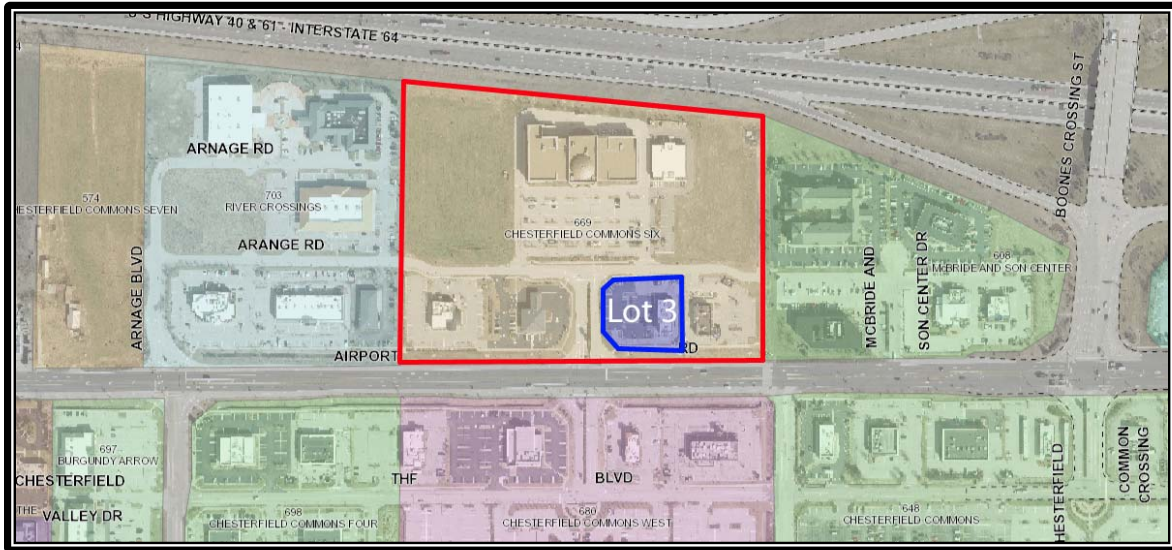 U S HIGHWAY 40 & 61 - INTERSTATE 64
BOONES CROSSING ST
ARNAGE RD
574
CHESTERFIELD COMMONS SEVEN
703
RIVER CROSSINGS
669
CHESTERFIELD COMMONS SIX
ARANGE RD
ARNAGE BLVD
MCBRIDE AND
SON CENTER DR
608
McBRIDE AND SON CENTER
Lot 3
AIRPORT
RD
697
BURGUNDY ARROW
CHESTERFIELD
THF
BLVD
THE
VALLEY DR
698
CHESTERFIELD COMMONS FOUR
680
CHESTERFIELD COMMONS WEST
648
CHESTERFIELD COMMONS
HESTERFIELD
COMMON
CROSSING